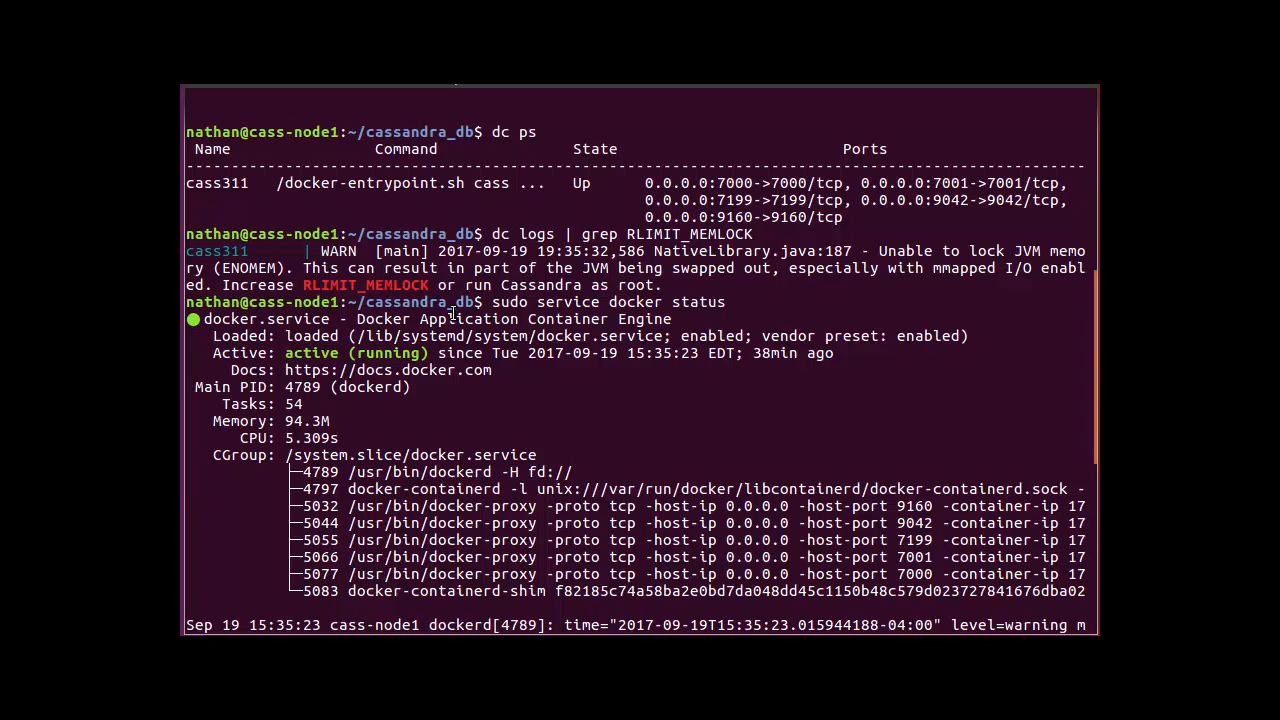 nathan@cass-node1:~/cassandra_db$ dc ps
Name Command State Ports
--------------------------------------------------------------------------------------------------------
cass311 /docker-entrypoint.sh cass ... Up 0.0.0.0:7000->7000/tcp, 0.0.0.0:7001->7001/tcp,
0.0.0.0:7199->7199/tcp, 0.0.0.0:9042->9042/tcp,
0.0.0.0:9160->9160/tcp
nathan@cass-node1:~/cassandra_db$ dc logs | grep RLIMIT_MEMLOCK
cass311 | WARN [main] 2017-09-19 19:35:32,586 NativeLibrary.java:187 - Unable to lock JVM memo
ry (ENOMEM). This can result in part of the JVM being swapped out, especially with mmapped I/O enabl
ed. Increase RLIMIT_MEMLOCK or run Cassandra as root.
nathan@cass-node1:~/cassandra_db$ sudo service docker status
● docker.service - Docker Application Container Engine
Loaded: loaded (/lib/systemd/system/docker.service; enabled; vendor preset: enabled)
Active: active (running) since Tue 2017-09-19 15:35:23 EDT; 38min ago
Docs: https://docs.docker.com
Main PID: 4789 (dockerd)
Tasks: 54
Memory: 94.3M
CPU: 5.309s
CGroup: /system.slice/docker.service
├─4789 /usr/bin/dockerd -H fd://
├─4797 docker-containerd -l unix:///var/run/docker/libcontainerd/docker-containerd.sock -
├─5032 /usr/bin/docker-proxy -proto tcp -host-ip 0.0.0.0 -host-port 9160 -container-ip 17
├─5044 /usr/bin/docker-proxy -proto tcp -host-ip 0.0.0.0 -host-port 9042 -container-ip 17
├─5055 /usr/bin/docker-proxy -proto tcp -host-ip 0.0.0.0 -host-port 7199 -container-ip 17
├─5066 /usr/bin/docker-proxy -proto tcp -host-ip 0.0.0.0 -host-port 7001 -container-ip 17
├─5077 /usr/bin/docker-proxy -proto tcp -host-ip 0.0.0.0 -host-port 7000 -container-ip 17
└─5083 docker-containerd-shim f82185c74a58ba2e0bd7da048dd45c1150b48c579d023727841676dba02
Sep 19 15:35:23 cass-node1 dockerd[4789]: time="2017-09-19T15:35:23.015944188-04:00" level=warning m